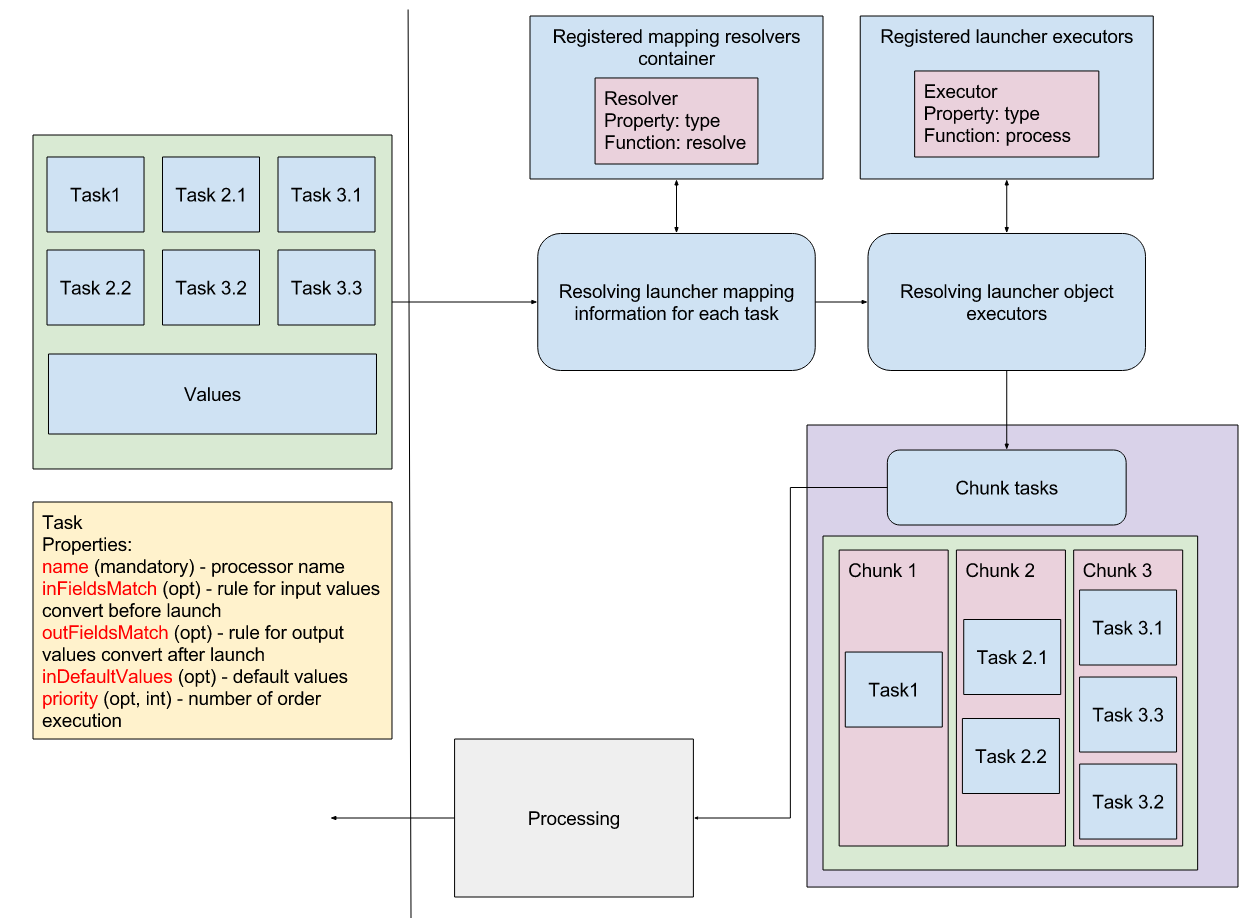 Registered mapping resolvers
container
Resolver
Property: type
Function: resolve
Registered launcher executors
Executor
Property: type
Function: process
Task1
Task 2.1
Task 3.1
Task 2.2
Task 3.2
Task 3.3
Values
Resolving launcher mapping
information for each task
Resolving launcher object
executors
Task
Properties:
name (mandatory) - processor name
inFieldsMatch (opt) - rule for input values
convert before launch
outFieldsMatch (opt) - rule for output
values convert after launch
inDefaultValues (opt) - default values
priority (opt, int) - number of order
execution
Chunk tasks
Chunk 1
Task1
Chunk 2
Task 2.1
Task 2.2
Chunk 3
Task 3.1
Task 3.3
Task 3.2
Processing